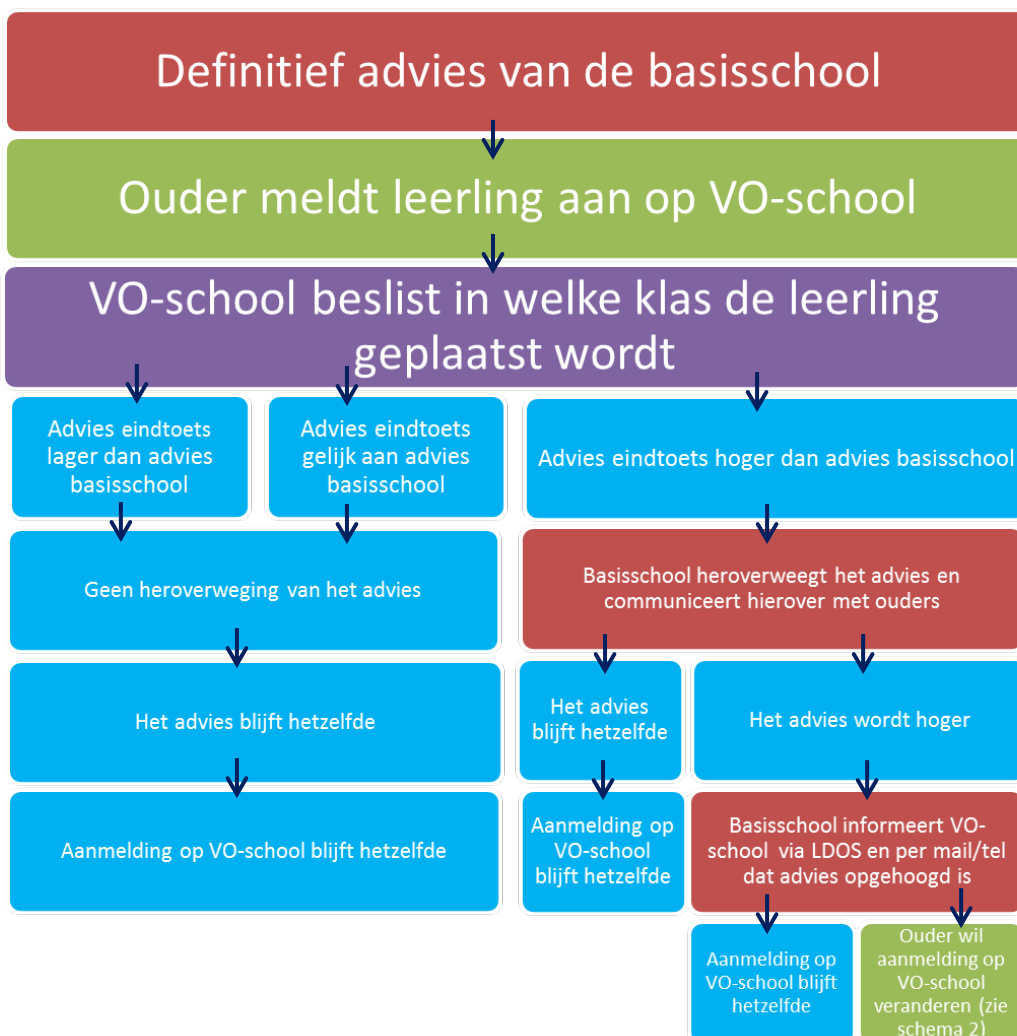 Definitief advies van de basisschool
Ouder meldt leerling aan op VO-school
VO-school beslist in welke klas de leerling
geplaatst wordt
Advies eindtoets
lager dan advies
basisschool
Advies eindtoets
gelijk aan advies
basisschool
Advies eindtoets hoger dan advies basisschool
Geen heroverweging van het advies
Basisschool heroverweegt het advies en
communiceert hierover met ouders
Het advies blijft hetzelfde
Het advies
blijft hetzelfde
Het advies wordt hoger
Aanmelding op VO-school blijft hetzelfde
Aanmelding op
VO-school
blijft hetzelfde
Basisschool informeert VO-
school via LDOS en per mail/tel
dat advies opgehoogd is
Aanmelding op
VO-school blijft
hetzelfde
Ouder wil
aanmelding op
VO-school
veranderen (zie
schema 2)